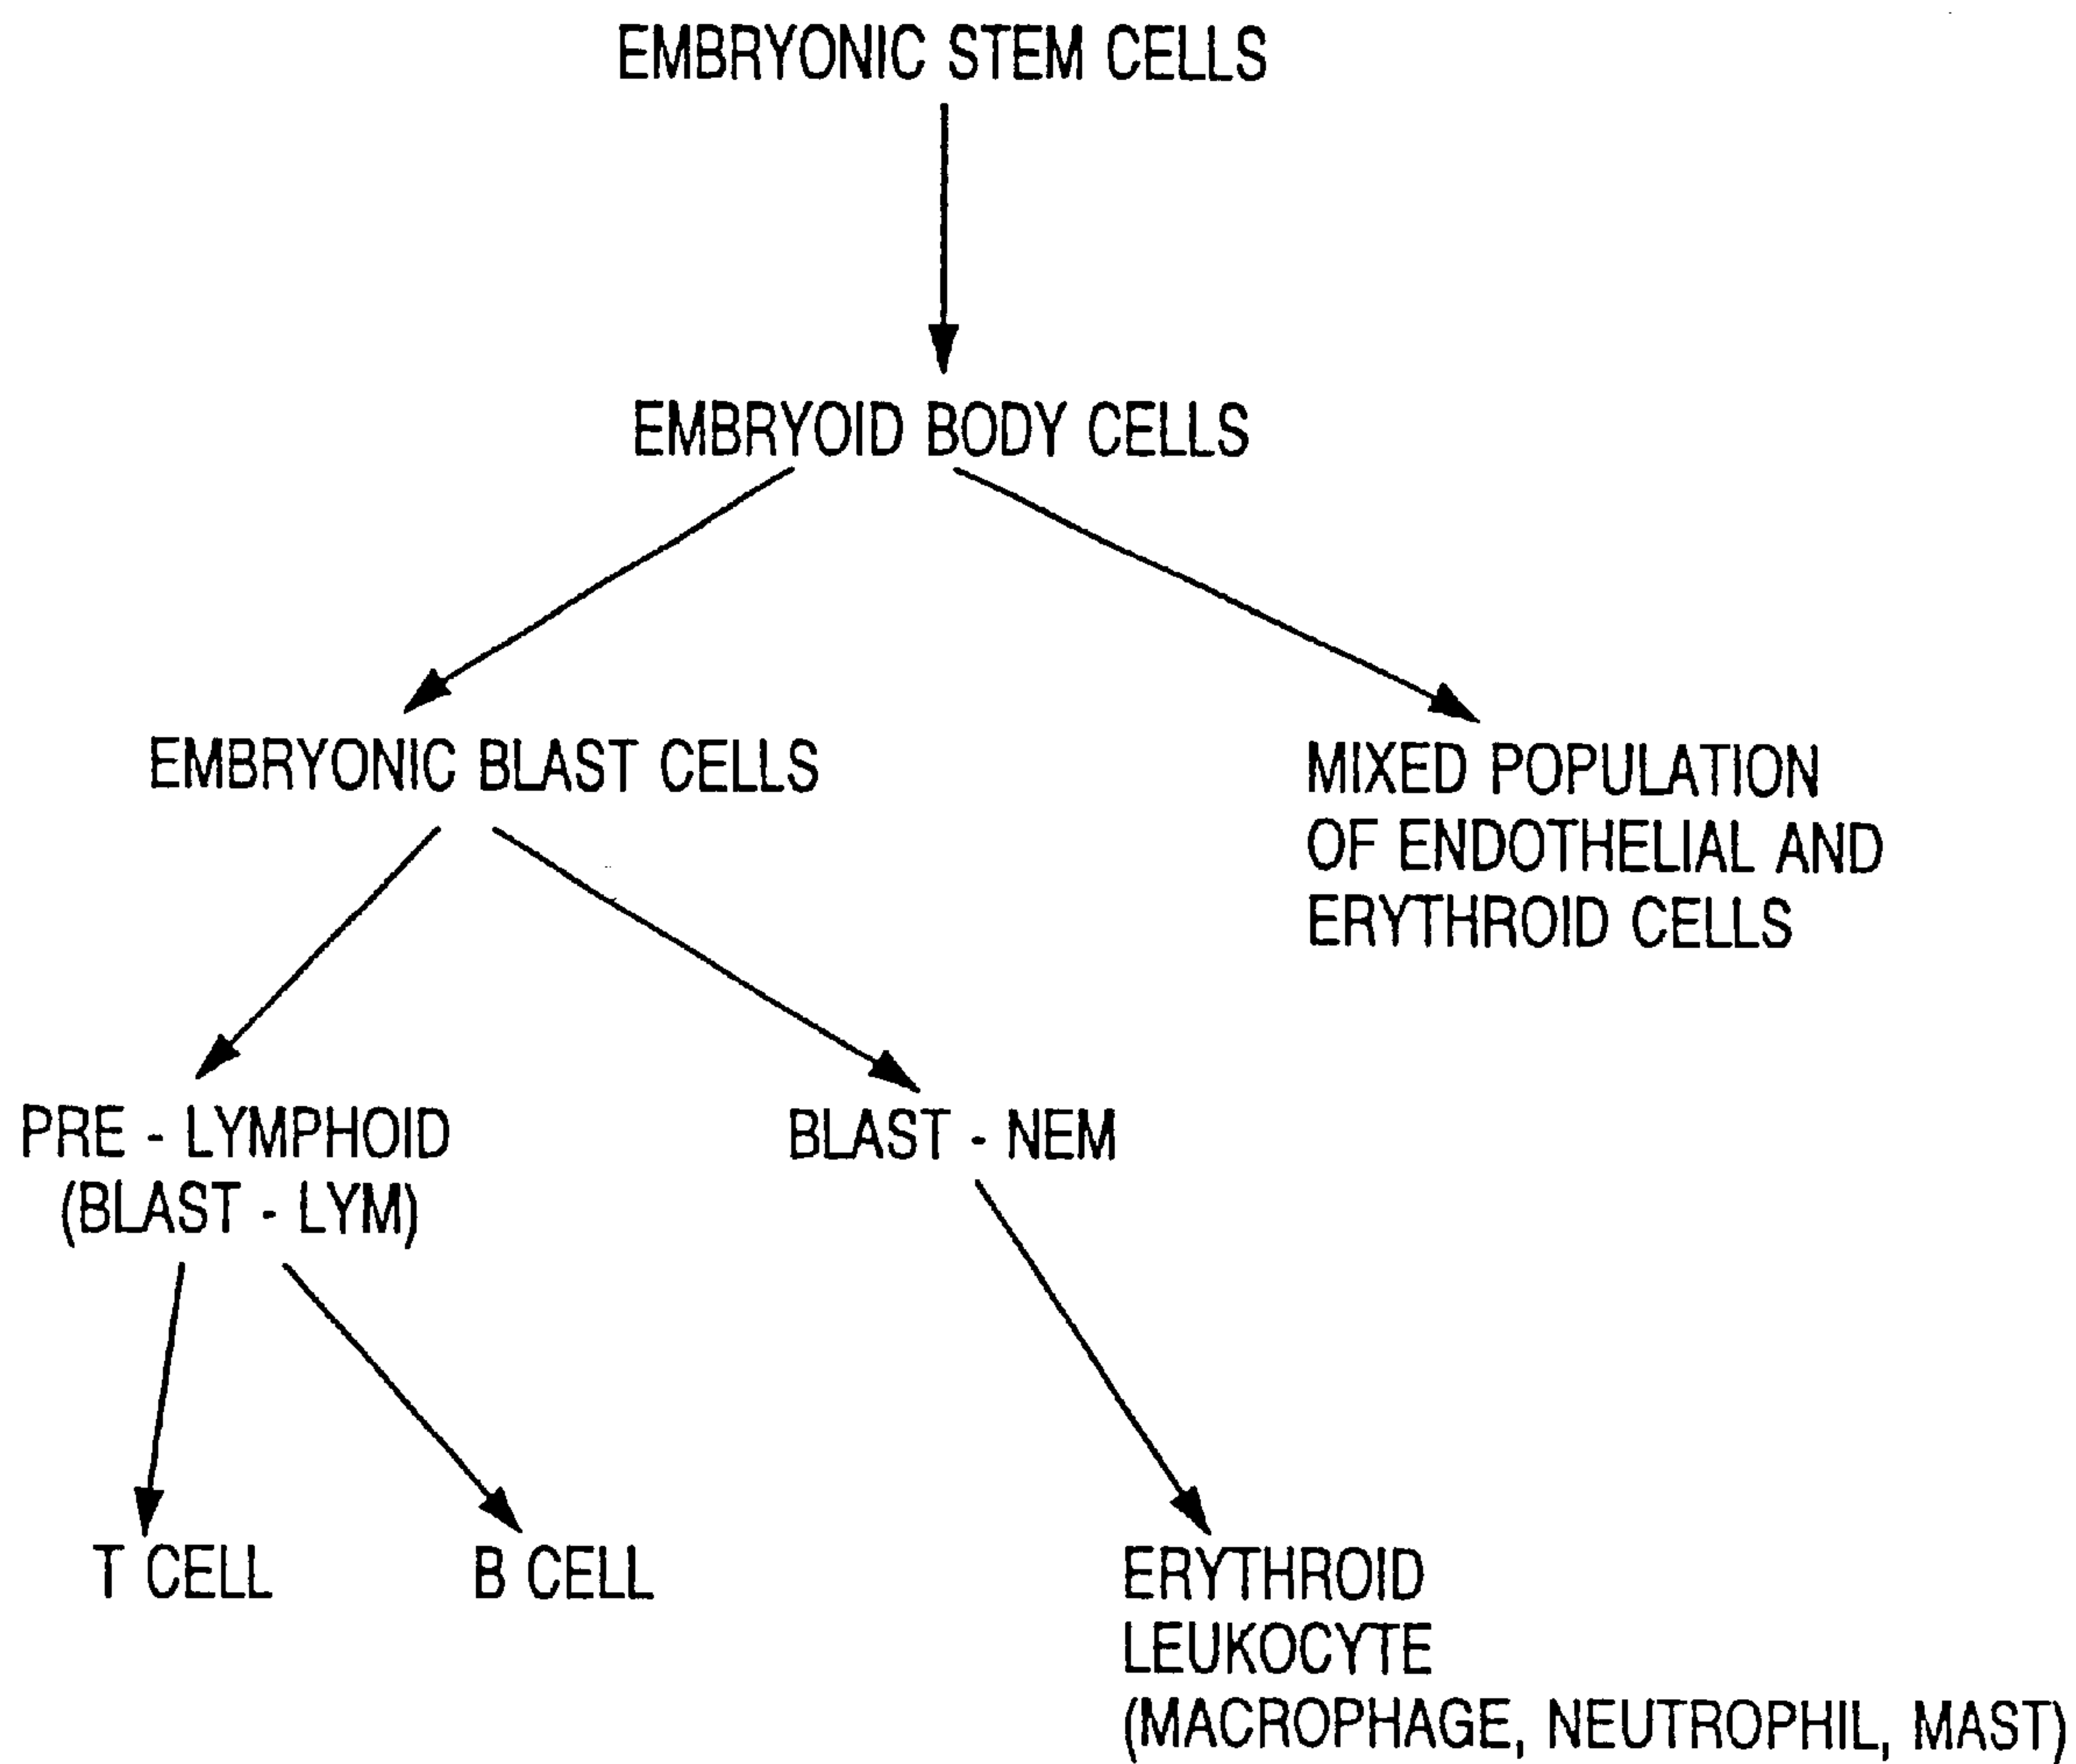 EMBRYONIC STEM CELLS
EMBRYOID BODY CELLS
EMBRYONIC BLAST CELLS
MIXED POPULATION
OF ENDOTHELIAL AND
ERYTHROID CELLS
PRE - LYMPHOID
(BLAST - LYM)
BLAST - NEM
T CELL
B CELL
ERYTHROID
LEUKOCYTE
(MACROPHAGE, NEUTROPHIL, MAST)